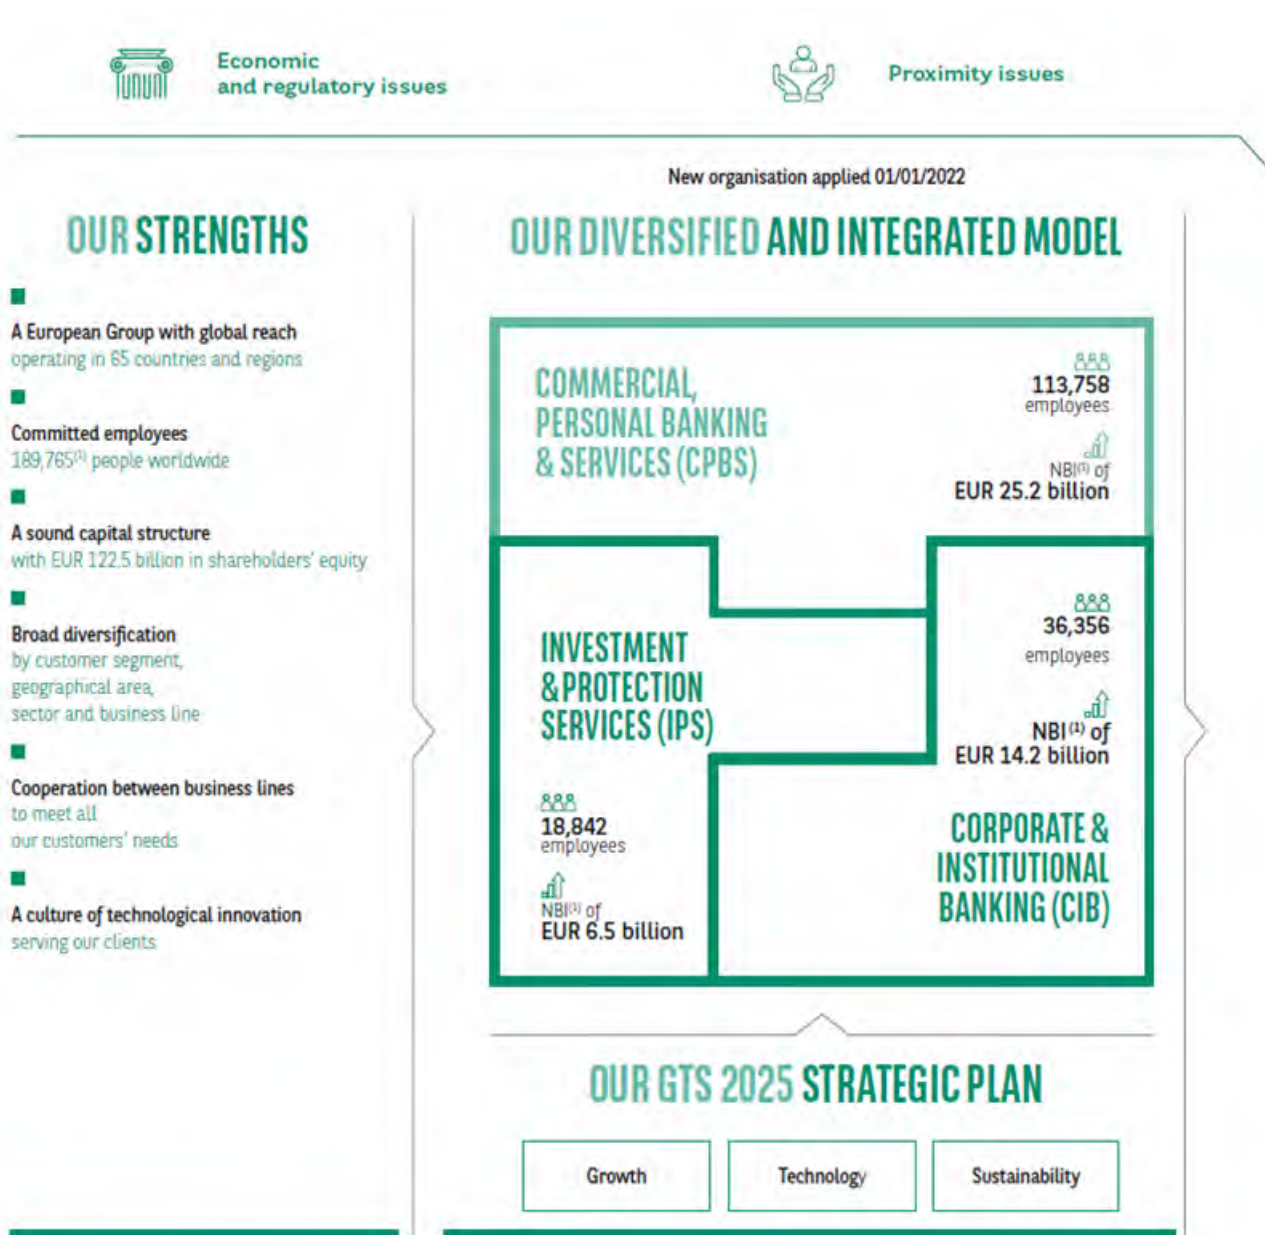 Economic
and regulatory issues
Proximity issues
New organisation applied 01/01/2022
OUR STRENGTHS
A European Group with global reach
operating in 65 countries and regions
Committed employees
189,765(1) people worldwide
A sound capital structure
with EUR 122.5 billion in shareholders' equity
Broad diversification
by customer segment,
geographical area,
sector and business line
Cooperation between business lines
to meet all
our customers' needs
A culture of technological innovation
serving our clients
OUR DIVERSIFIED AND INTEGRATED MODEL
COMMERCIAL,
PERSONAL BANKING
& SERVICES (CPBS)
113,758
employees
NBI(1) of
EUR 25.2 billion
INVESTMENT
& PROTECTION
SERVICES (IPS)
18,842
employees
NBI(1) of
EUR 6.5 billion
36,356
employees
NBI(1) of
EUR 14.2 billion
CORPORATE &
INSTITUTIONAL
BANKING (CIB)
OUR GTS 2025 STRATEGIC PLAN
Growth
Technology
Sustainability